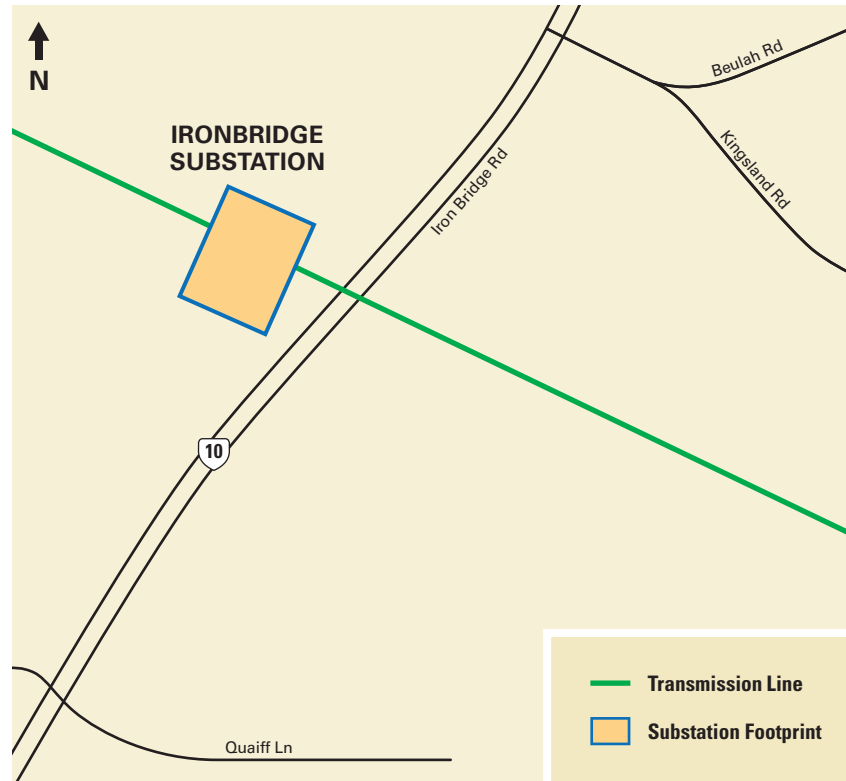 N
IRONBRIDGE
SUBSTATION
Beulah Rd
Kingsland Rd
Iron Bridge Rd
10
Quaiff Ln
Transmission Line
Substation Footprint